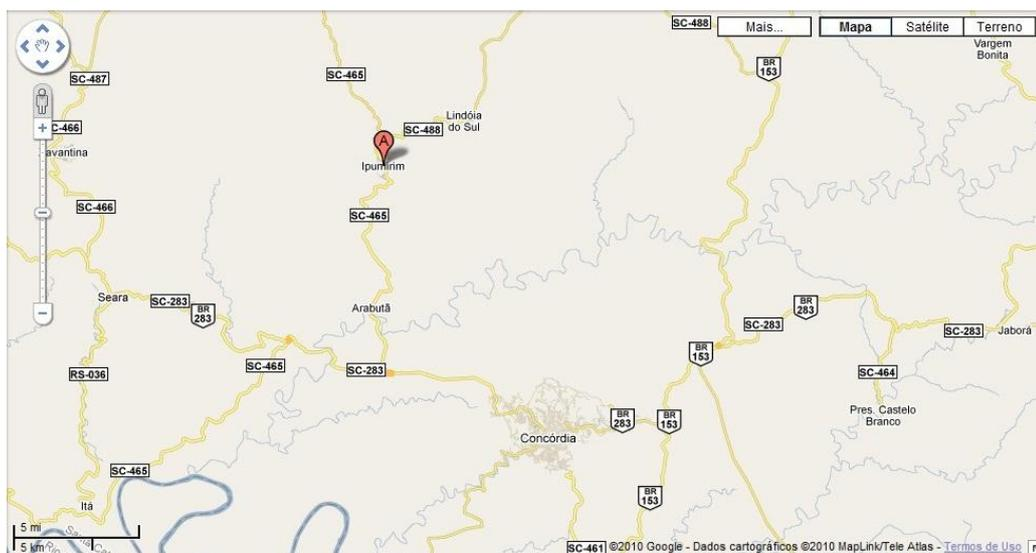 SC-488
Mais...
Mapa
Satélite
Terreno
Vargem
Bonita
BR
153
SC-465
SC-487
Lindóia
do Sul
SC-488
C-466
avantina
A
Ipumirim
SC-466
SC-465
Seara
SC-283
BR
283
Arabutã
BR
283
SC-283
SC-283
Jaborá
BR
153
SC-465
SC-283
RS-036
SC-464
Pres. Castelo
Branco
BR
283
BR
153
Concórdia
SC-465
BR
153
Itá
5 mi
5 km
SC-461
©2010 Google - Dados cartográficos ©2010 MapLink/Tele Atlas - Termos de Uso